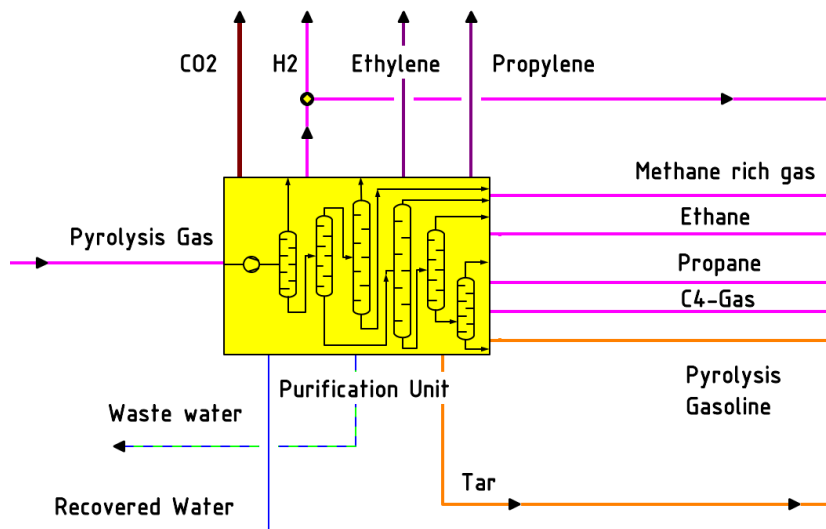 CO2
H2
Ethylene
Propylene
Methane rich gas
Ethane
Pyrolysis Gas
Propane
C4-Gas
Purification Unit
Pyrolysis
Gasoline
Waste water
Tar
Recovered Water